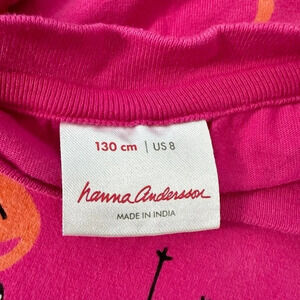 130 cm | US 8
hanna andersson
MADE IN INDIA